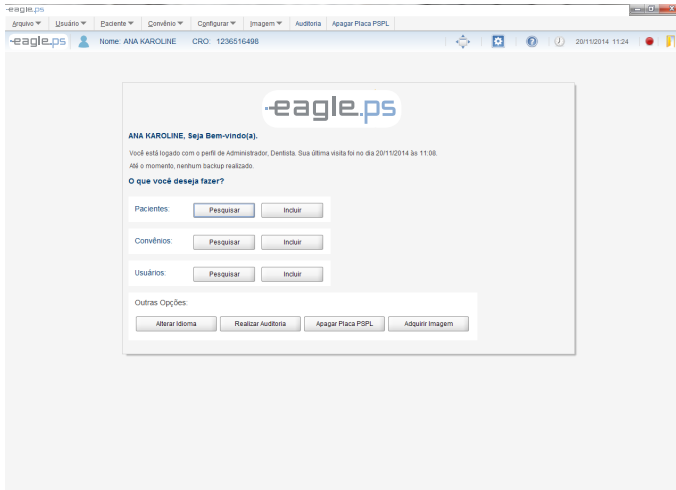 eagle.ps
Arquivo Usuário Paciente Convênio Configurar Imagem Auditoria Apagar Placa PSPL
eagle.ps Nome: ANA KAROLINE CRO: 1236516498 20/11/2014 11:24
eagle.ps
ANA KAROLINE, Seja Bem-vindo(a).
Você está logado com o perfil de Administrador, Dentista. Sua última visita foi no dia 20/11/2014 às 11:08.
Até o momento, nenhum backup realizado.
O que você deseja fazer?
Pacientes: Pesquisar Incluir
Convênios: Pesquisar Incluir
Usuários: Pesquisar Incluir
Outras Opções:
Alterar Idioma Realizar Auditoria Apagar Placa PSPL Adquirir Imagem